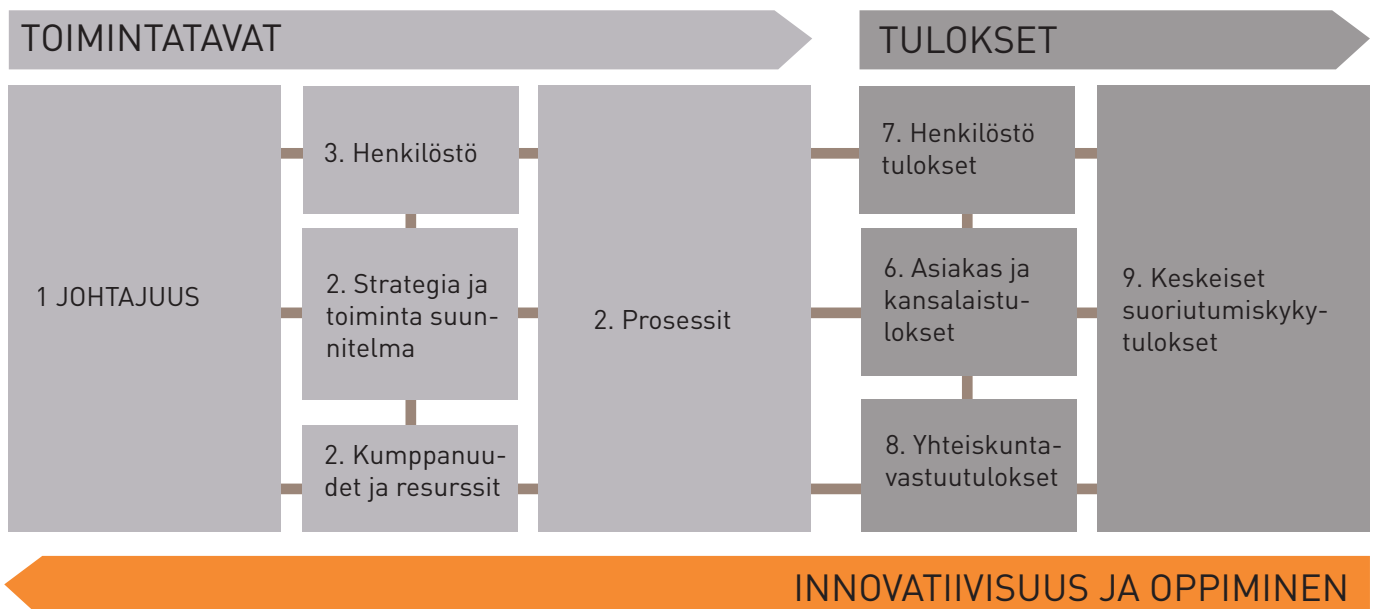 TOIMINTATAVAT
TULOKSET
1 JOHTAJUUS
3. Henkilöstö
2. Strategia ja
toiminta suun-
nitelma
2. Kumppanuu-
det ja resurssit
2. Prosessit
7. Henkilöstö
tulokset
6. Asiakas ja
kansalaistu-
lokset
8. Yhteiskunta-
vastuutulokset
9. Keskeiset
suoriutumiskyky-
tulokset
INNOVATIIVISUUS JA OPPIMINEN